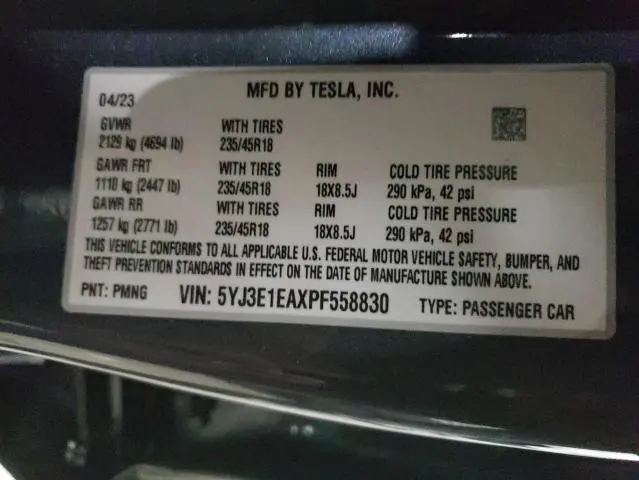 MFD BY TESLA, INC.
04/23
GVWR WITH TIRES
2129 kg (4694 lb) 235/45R18
GAWR FRT WITH TIRES RIM COLD TIRE PRESSURE
1110 kg (2447 lb) 235/45R18 18X8.5J 290 kPa, 42 psi
GAWR RR WITH TIRES RIM COLD TIRE PRESSURE
1257 kg (2771 lb) 235/45R18 18X8.5J 290 kPa, 42 psi
THIS VEHICLE CONFORMS TO ALL APPLICABLE U.S. FEDERAL MOTOR VEHICLE SAFETY, BUMPER, AND
THEFT PREVENTION STANDARDS IN EFFECT ON THE DATE OF MANUFACTURE SHOWN ABOVE.
PNT: PMNG VIN: 5YJ3E1EAXPF558830 TYPE: PASSENGER CAR